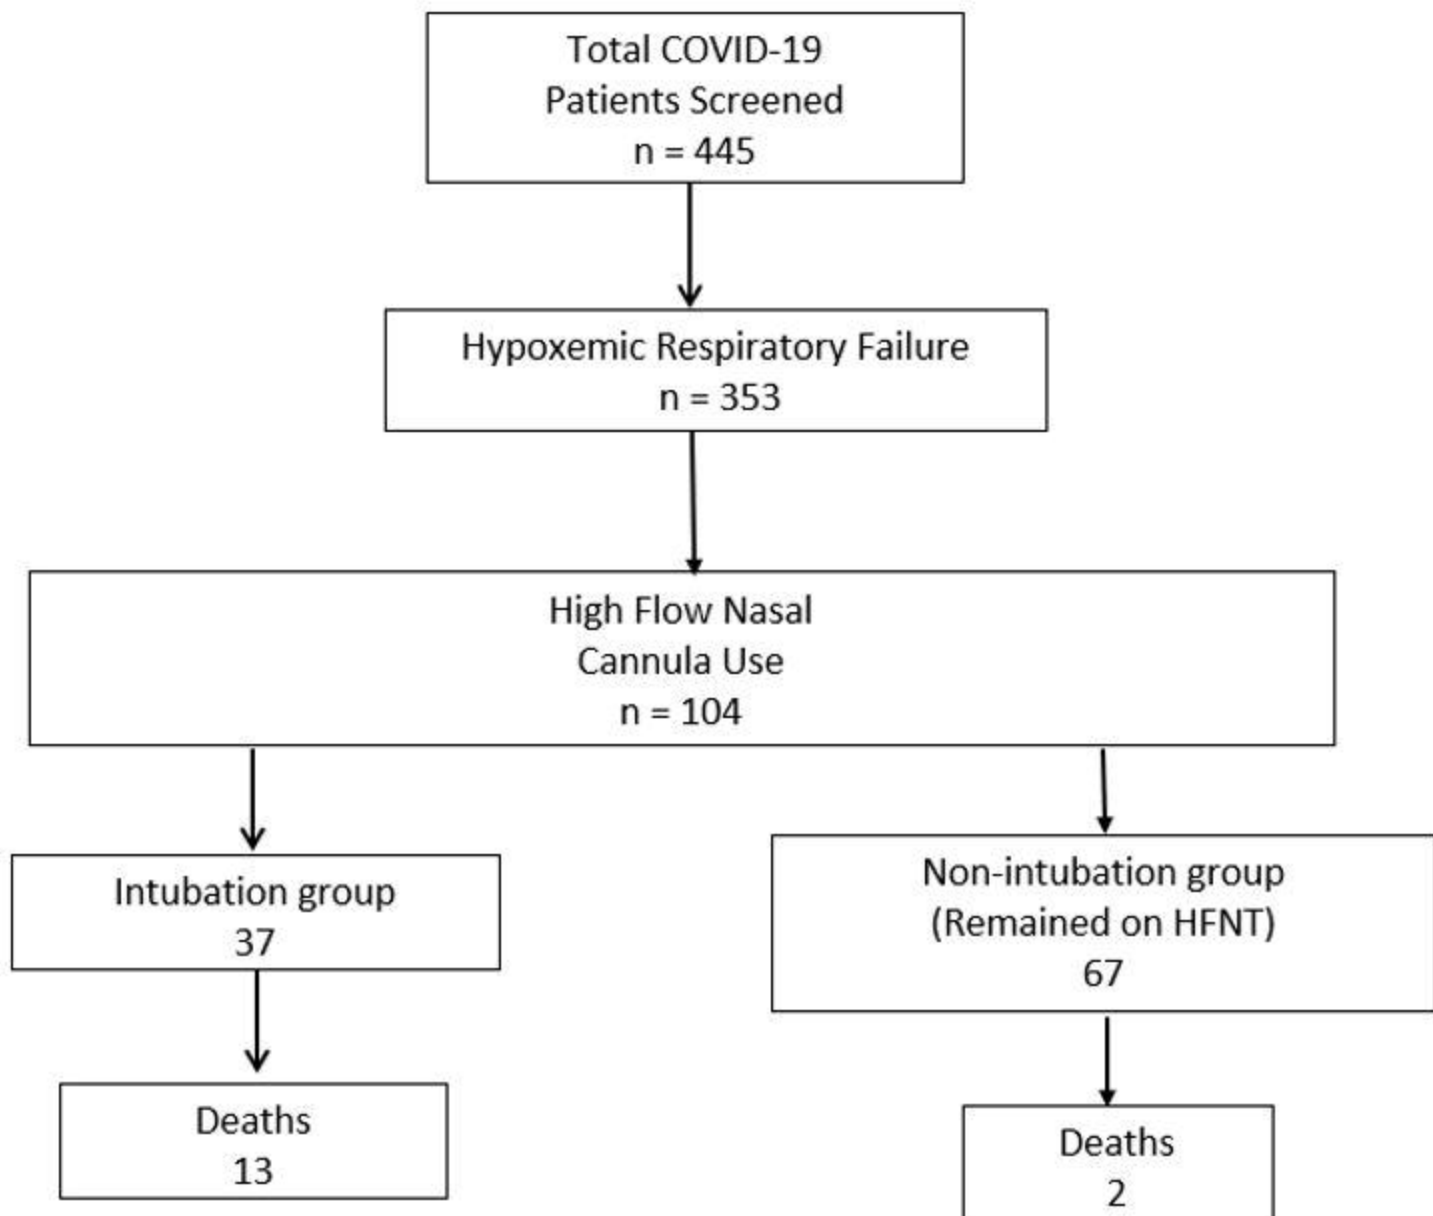 Total COVID-19
Patients Screened
n = 445
Hypoxemic Respiratory Failure
n = 353
High Flow Nasal
Cannula Use
n = 104
Intubation group
37
Non-intubation group
(Remained on HFNT)
67
Deaths
13
Deaths
2